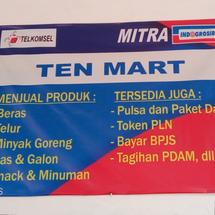 TELKOMSEL MITRA INDOGROSIR
TEN MART
MENJUAL PRODUK :
Beras
Telur
Minyak Goreng
Gas & Galon
Snack & Minuman
TERSEDIA JUGA :
- Pulsa dan Paket Da
- Token PLN
- Bayar BPJS
- Tagihan PDAM, dll